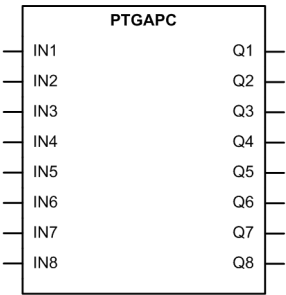 PTGAPC
IN1 Q1
IN2 Q2
IN3 Q3
IN4 Q4
IN5 Q5
IN6 Q6
IN7 Q7
IN8 Q8